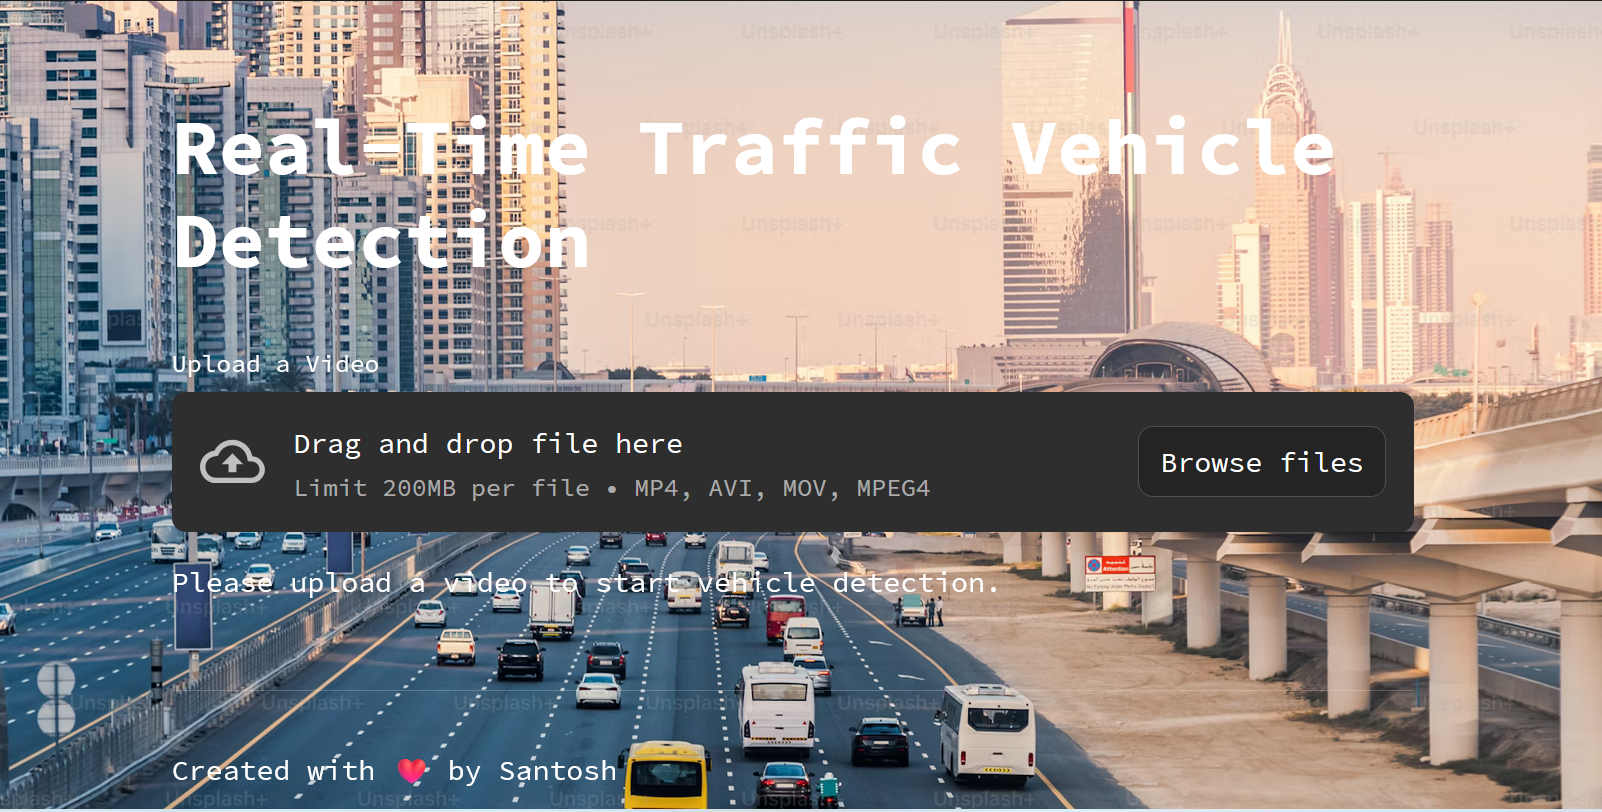 Real-Time Traffic Vehicle
Detection
Upload a Video
Drag and drop file here
Limit 200MB per file • MP4, AVI, MOV, MPEG4
Browse files
Please upload a video to start vehicle detection.
Attention
Created with ❤️ by Santosh
Unsplash+